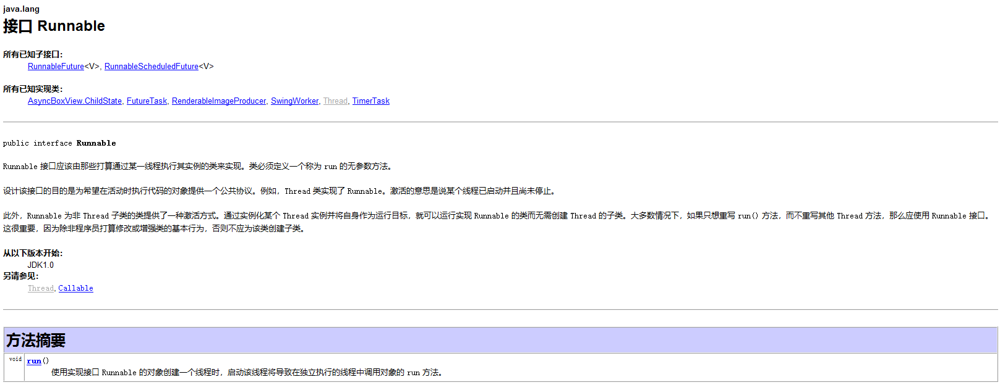 java.lang
接口 Runnable
所有已知子接口：
RunnableFuture<V>, RunnableScheduledFuture<V>
所有已知实现类：
AsyncBoxView.ChildState, FutureTask, RenderableImageProducer, SwingWorker, Thread, TimerTask
public interface Runnable
Runnable 接口应该由那些打算通过某一线程执行其实例的类来实现。类必须定义一个称为 run 的无参数方法。
设计该接口的目的是为希望在活动时执行代码的对象提供一个公共协议。例如，Thread 类实现了 Runnable。激活的意思是说某个线程已启动并且尚未停止。
此外，Runnable 为非 Thread 子类的类提供了一种激活方式。通过实例化某个 Thread 实例并将自身作为运行目标，就可以运行实现 Runnable 的类而无需创建 Thread 的子类。大多数情况下，如果只想重写 run() 方法，而不重写其他 Thread 方法，那么应使用 Runnable 接口。
这很重要，因为除非程序员打算修改或增强类的基本行为，否则不应为该类创建子类。
从以下版本开始：
JDK1.0
另请参见：
Thread, Callable
方法摘要
void run()
使用实现接口 Runnable 的对象创建一个线程时，启动该线程将导致在独立执行的线程中调用对象的 run 方法。